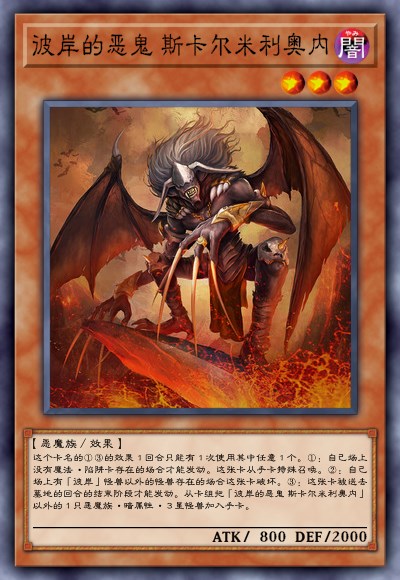 彼岸的恶鬼 斯卡尔米利奥内
やみ
闇
【恶魔族/效果】
这个卡名的①③的效果1回合只能有1次使用其中任意1个。①：自己场上
没有魔法·陷阱卡存在的场合才能发动。这张卡从手卡特殊召唤。②：自己
场上有「彼岸」怪兽以外的怪兽存在的场合这张卡破坏。③：这张卡被送去
墓地的回合的结束阶段才能发动。从卡组把「彼岸的恶鬼 斯卡尔米利奥内」
以外的1只恶魔族·暗属性·3星怪兽加入手卡。
ATK/ 800 DEF/2000